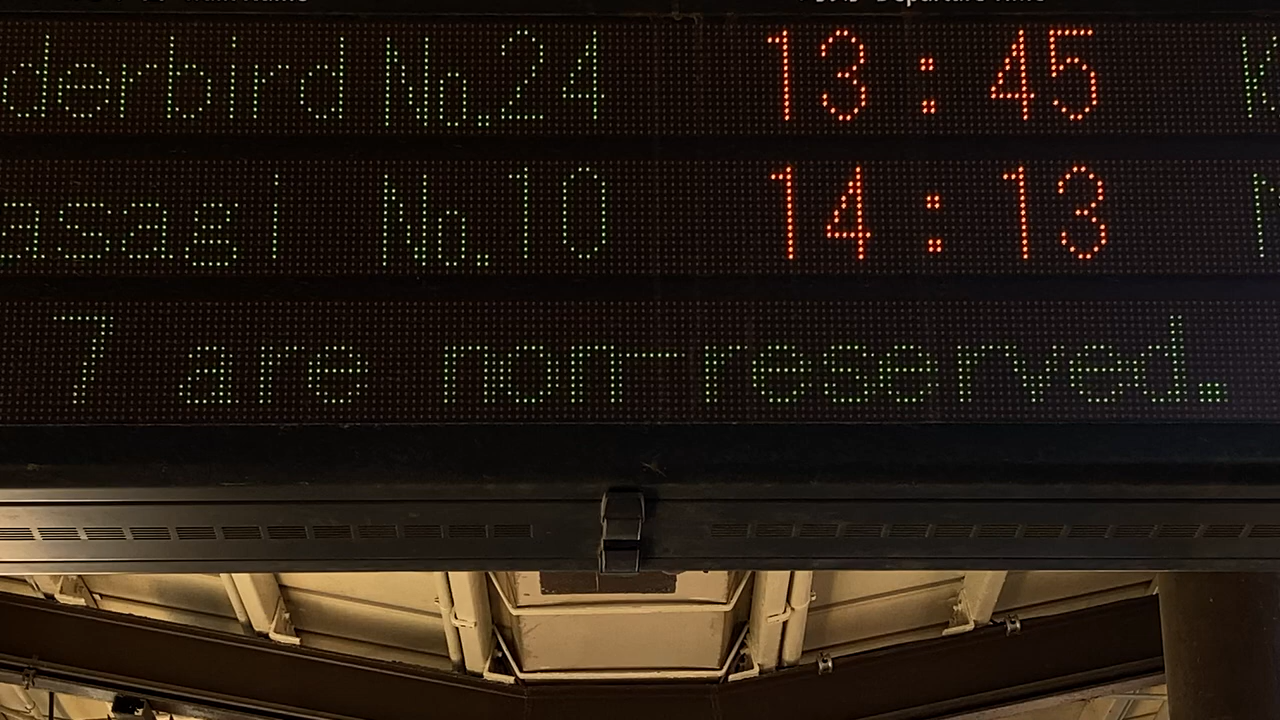 derbird No.24 13:45 K
asagi No.10 14:13
7 are non-reserved.